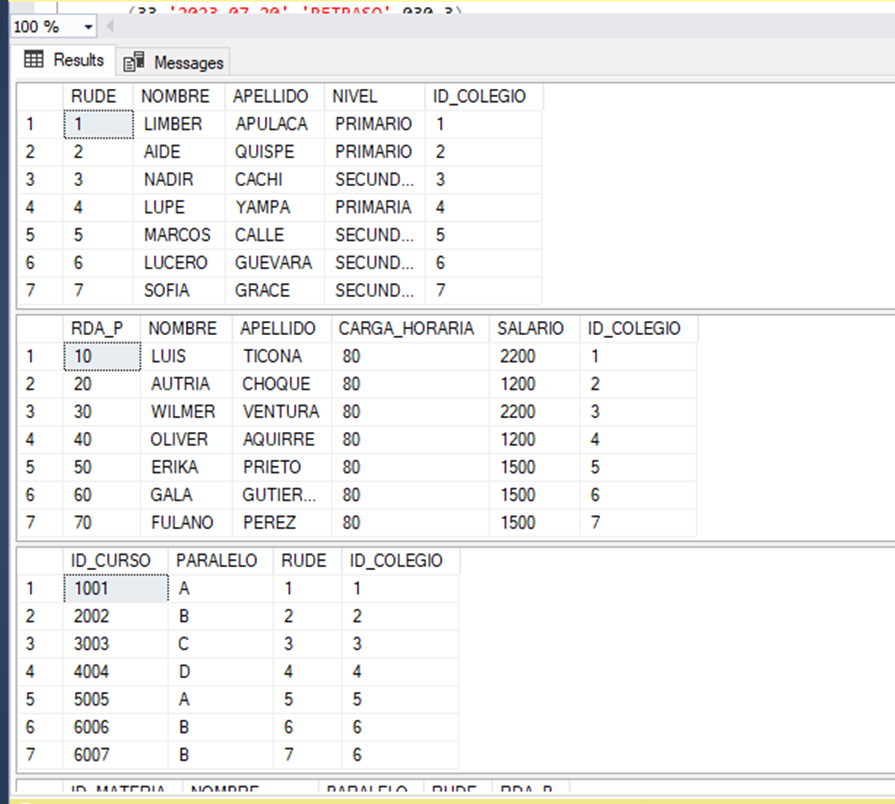 (33,'2023-07-20','RETRASO',030,3)
100 %
Results Messages
RUDE NOMBRE APELLIDO NIVEL ID_COLEGIO
1 1 LIMBER APULACA PRIMARIO 1
2 2 AIDE QUISPE PRIMARIO 2
3 3 NADIR CACHI SECUND... 3
4 4 LUPE YAMPA PRIMARIA 4
5 5 MARCOS CALLE SECUND... 5
6 6 LUCERO GUEVARA SECUND... 6
7 7 SOFIA GRACE SECUND... 7
RDA_P NOMBRE APELLIDO CARGA_HORARIA SALARIO ID_COLEGIO
1 10 LUIS TICONA 80 2200 1
2 20 AUTRIA CHOQUE 80 1200 2
3 30 WILMER VENTURA 80 2200 3
4 40 OLIVER AQUIRRE 80 1200 4
5 50 ERIKA PRIETO 80 1500 5
6 60 GALA GUTIER... 80 1500 6
7 70 FULANO PEREZ 80 1500 7
ID_CURSO PARALELO RUDE ID_COLEGIO
1 1001 A 1 1
2 2002 B 2 2
3 3003 C 3 3
4 4004 D 4 4
5 5005 A 5 5
6 6006 B 6 6
7 6007 B 7 6
ID_MATERIA NOMBRE PARALELO RUDE RDA_P